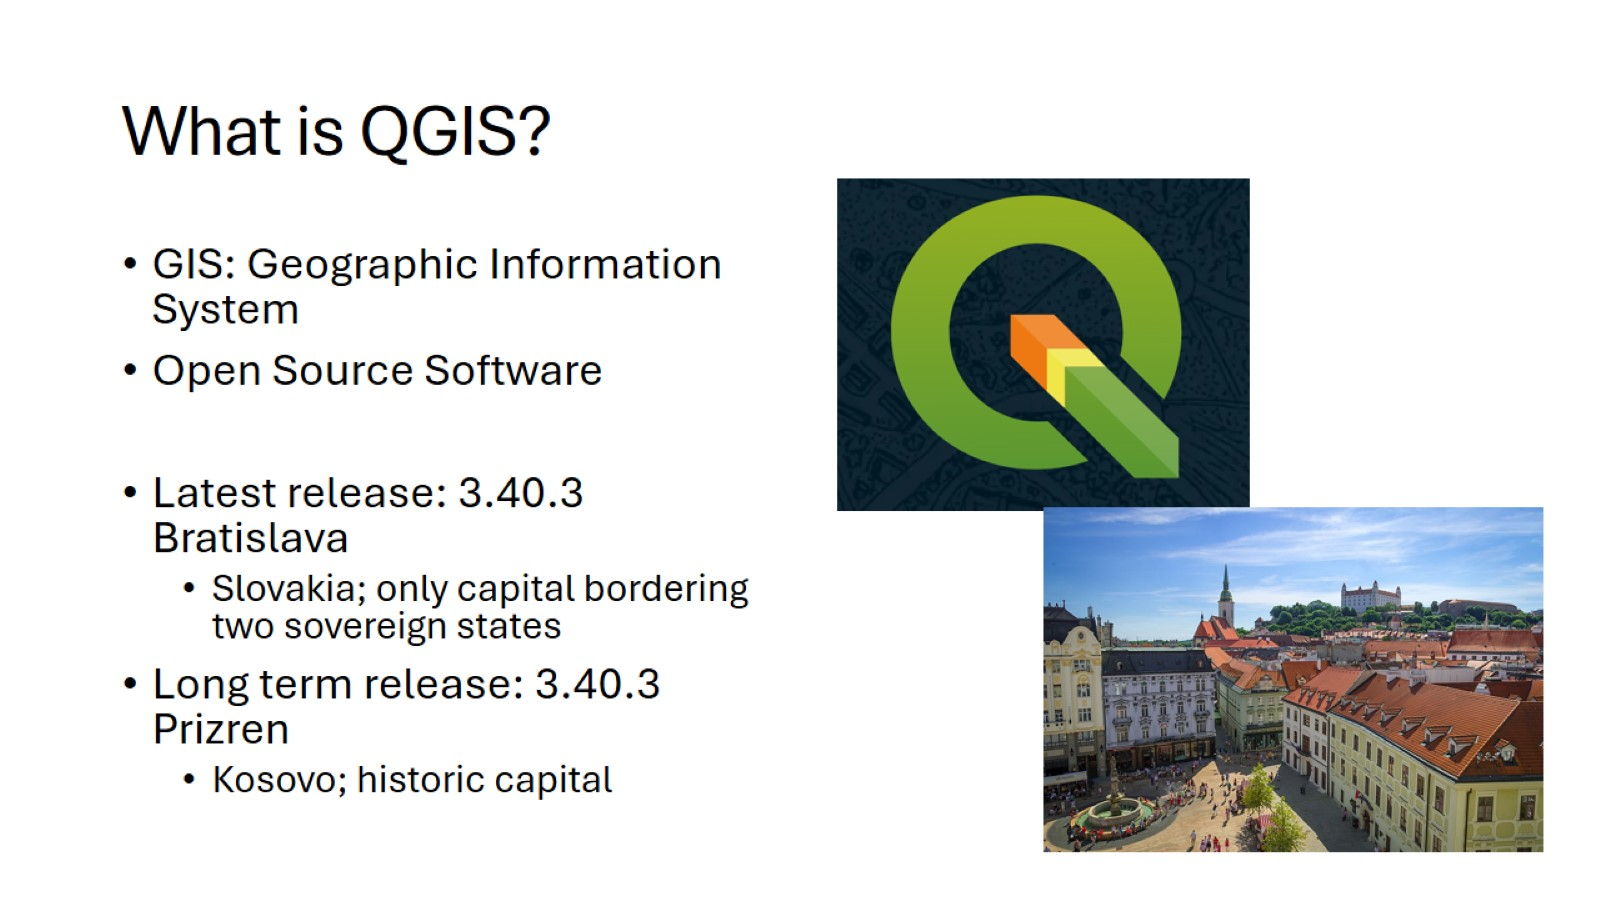 What is QGIS?
• GIS: Geographic Information
System
• Open Source Software
• Latest release: 3.40.3
Bratislava
• Slovakia; only capital bordering
two sovereign states
• Long term release: 3.40.3
Prizren
• Kosovo; historic capital